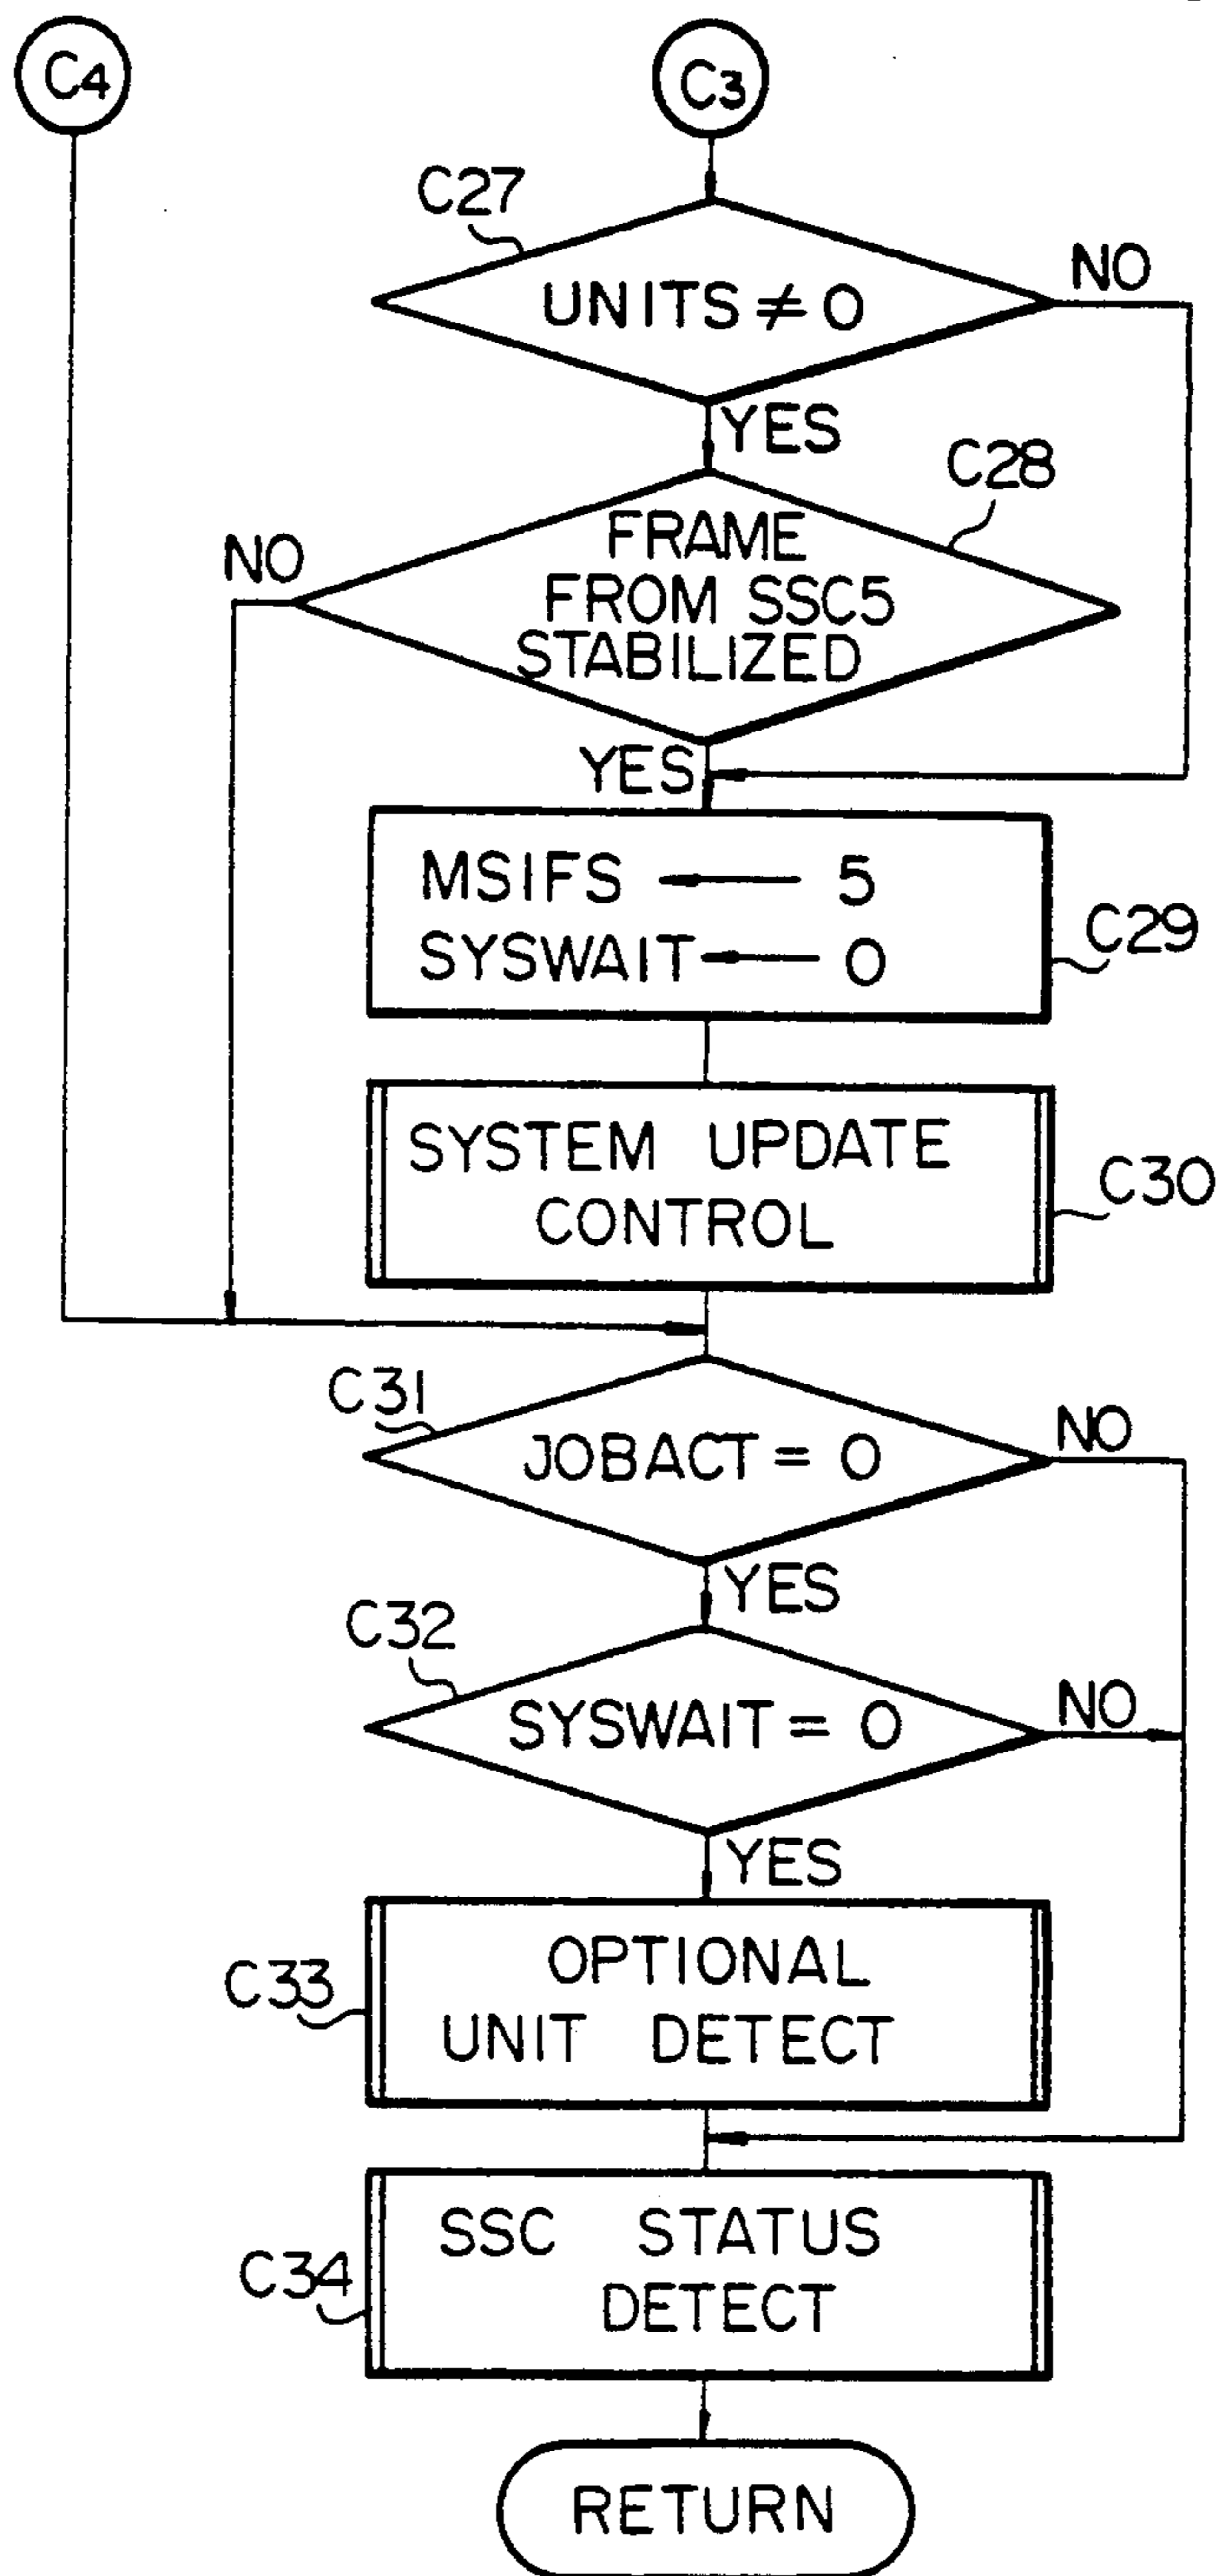 C4
C3
C27
UNITS ≠ 0
NO
YES
C28
FRAME
FROM SSC5
STABILIZED
NO
YES
MSIFS ← 5
SYSWAIT ← 0
C29
SYSTEM UPDATE
CONTROL
C30
C31
JOBACT = 0
NO
YES
C32
SYSWAIT = 0
NO
YES
C33
OPTIONAL
UNIT DETECT
SSC STATUS
DETECT
C34
RETURN